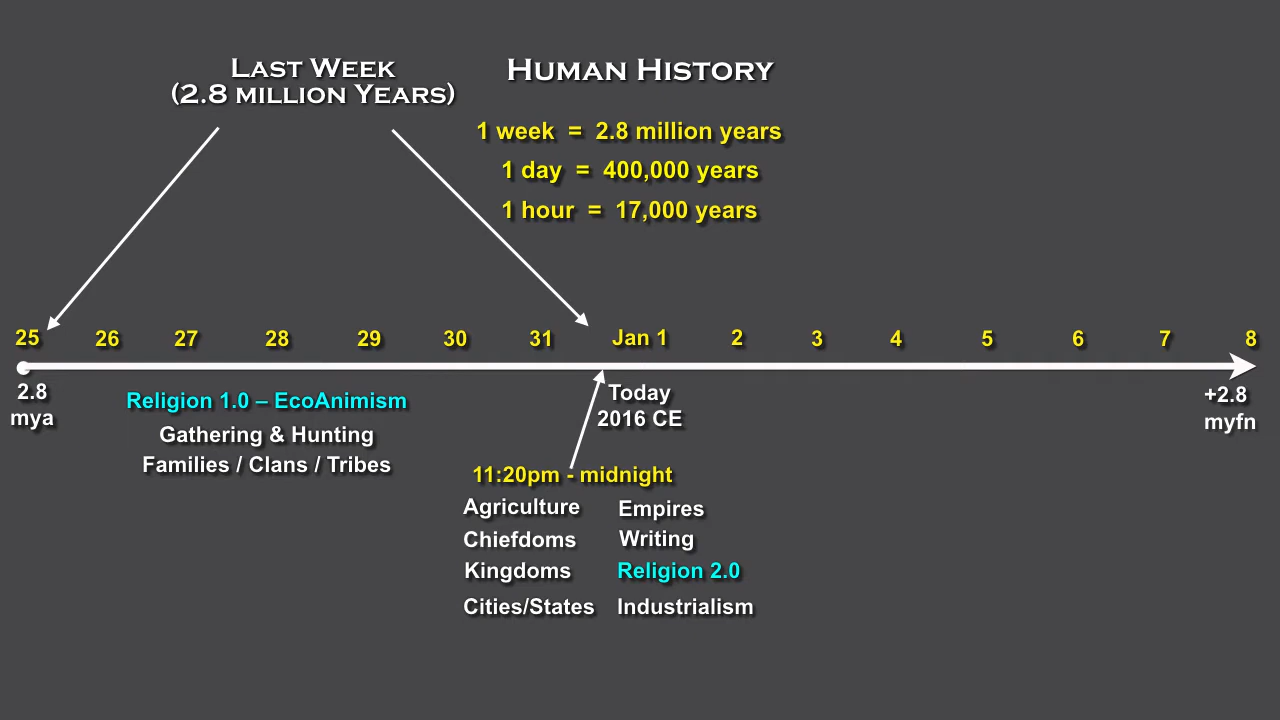 LAST WEEK
(2.8 MILLION YEARS)
HUMAN HISTORY
1 week = 2.8 million years
1 day = 400,000 years
1 hour = 17,000 years
25 26 27 28 29 30 31 Jan 1 2 3 4 5 6 7 8
2.8
mya
Religion 1.0 – EcoAnimism
Gathering & Hunting
Families / Clans / Tribes
Today
2016 CE
+2.8
myfn
11:20pm - midnight
Agriculture
Chiefdoms
Kingdoms
Cities/States
Empires
Writing
Religion 2.0
Industrialism